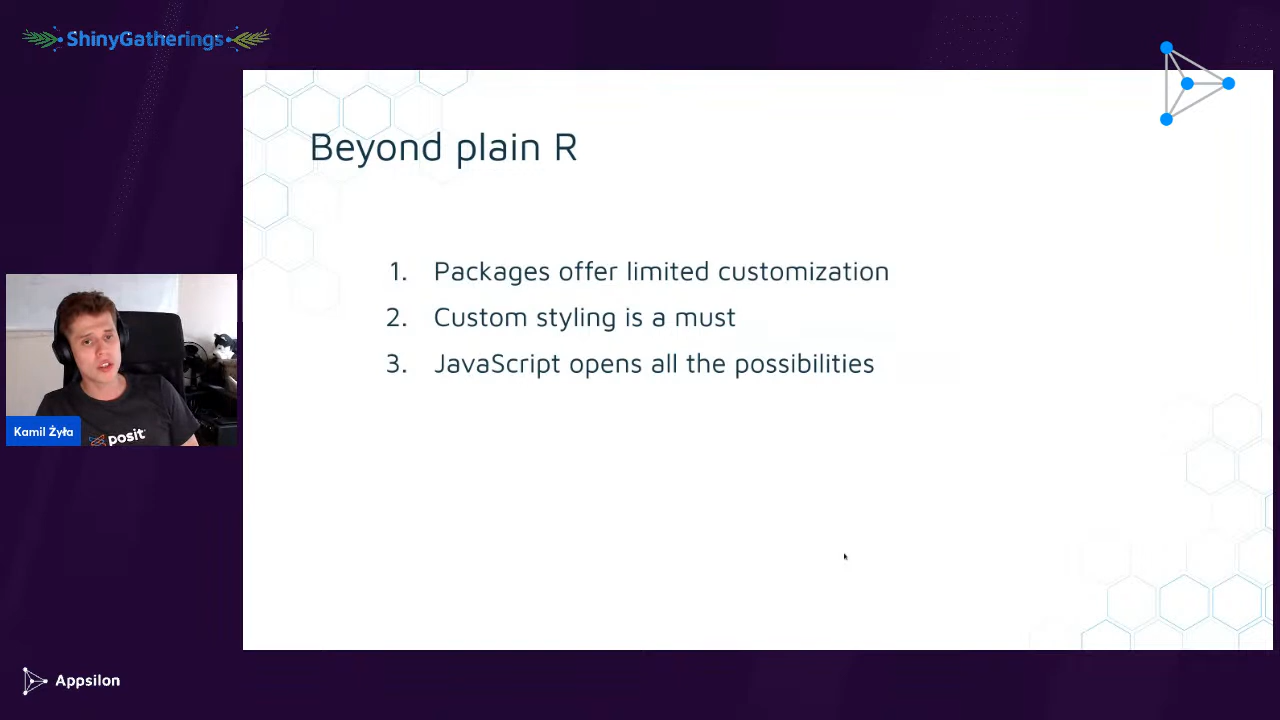 ShinyGatherings
Beyond plain R
1. Packages offer limited customization
2. Custom styling is a must
3. JavaScript opens all the possibilities
posit
Kamil Żyła
Appsilon